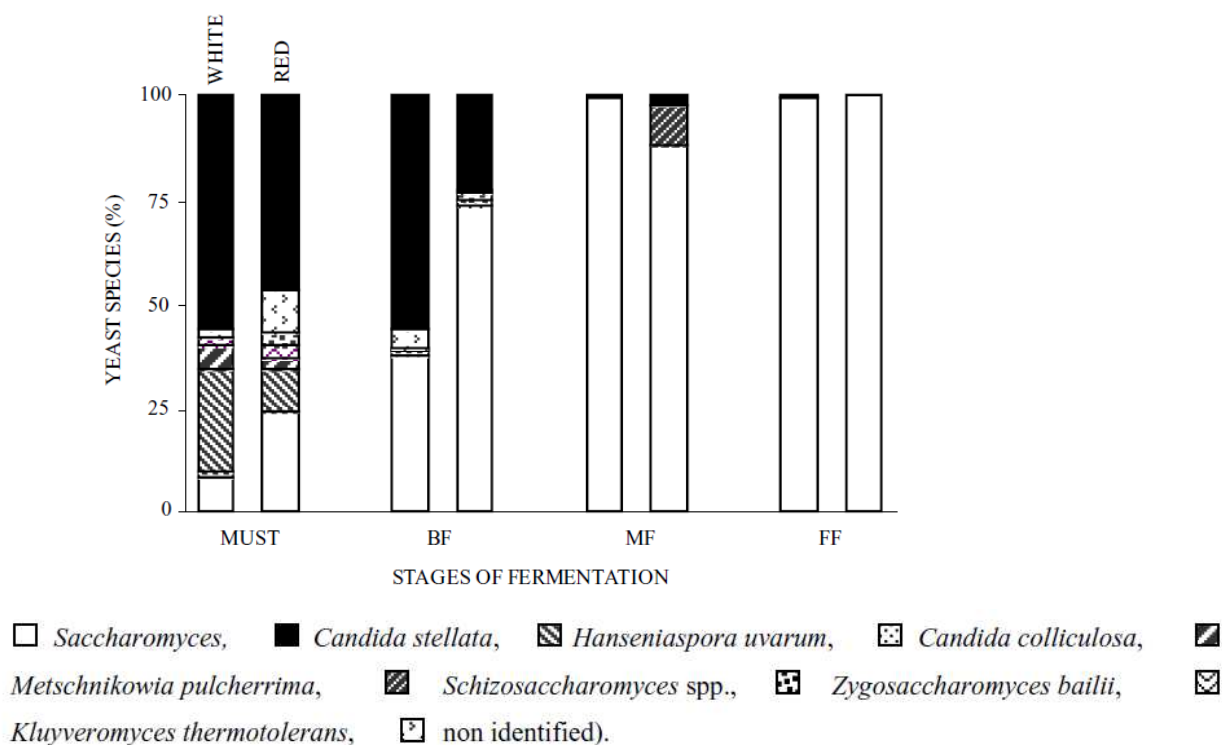 WHITE
RED
100
75
50
25
0
YEAST SPECIES (%)
MUST BF MF FF
STAGES OF FERMENTATION
Saccharomyces, Candida stellata, Hanseniaspora uvarum, Candida colliculosa,
Metschnikowia pulcherrima, Schizosaccharomyces spp., Zygosaccharomyces bailii,
Kluyveromyces thermotolerans, non identified).